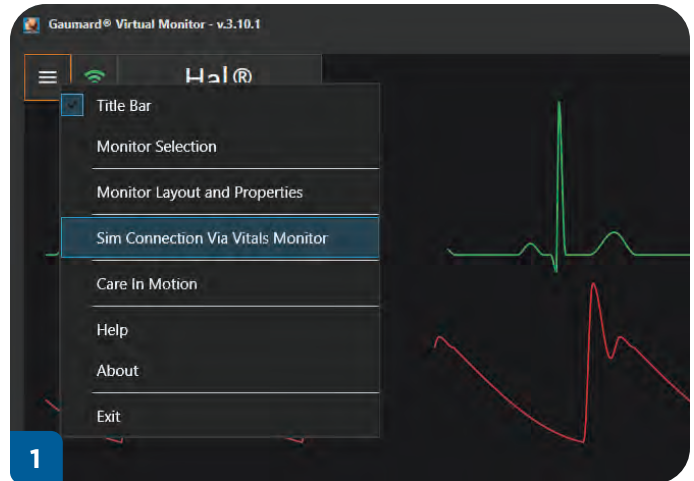 Gaumard® Virtual Monitor - v.3.10.1
Hal®
Title Bar
Monitor Selection
Monitor Layout and Properties
Sim Connection Via Vitals Monitor
Care In Motion
Help
About
Exit
1